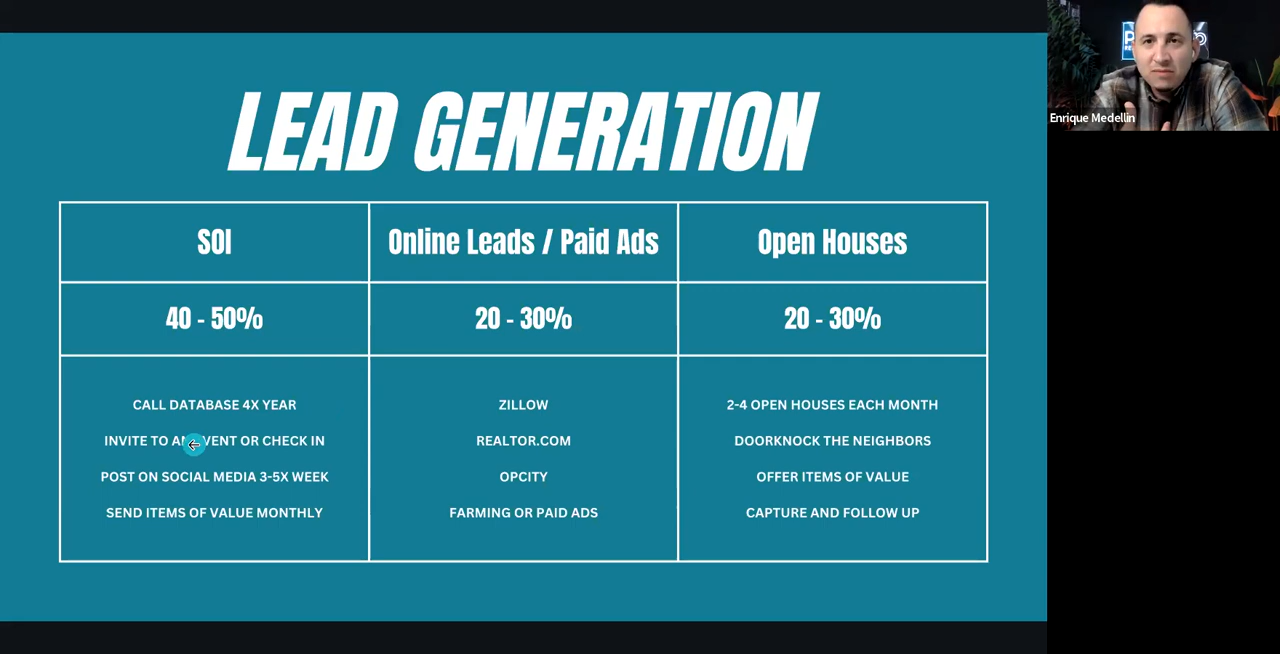 LEAD GENERATION
SOI
Online Leads / Paid Ads
Open Houses
40 - 50%
20 - 30%
20 - 30%
CALL DATABASE 4X YEAR
INVITE TO AN VENT OR CHECK IN
POST ON SOCIAL MEDIA 3-5X WEEK
SEND ITEMS OF VALUE MONTHLY
ZILLOW
REALTOR.COM
OPCITY
FARMING OR PAID ADS
2-4 OPEN HOUSES EACH MONTH
DOORKNOCK THE NEIGHBORS
OFFER ITEMS OF VALUE
CAPTURE AND FOLLOW UP
Enrique Medellin